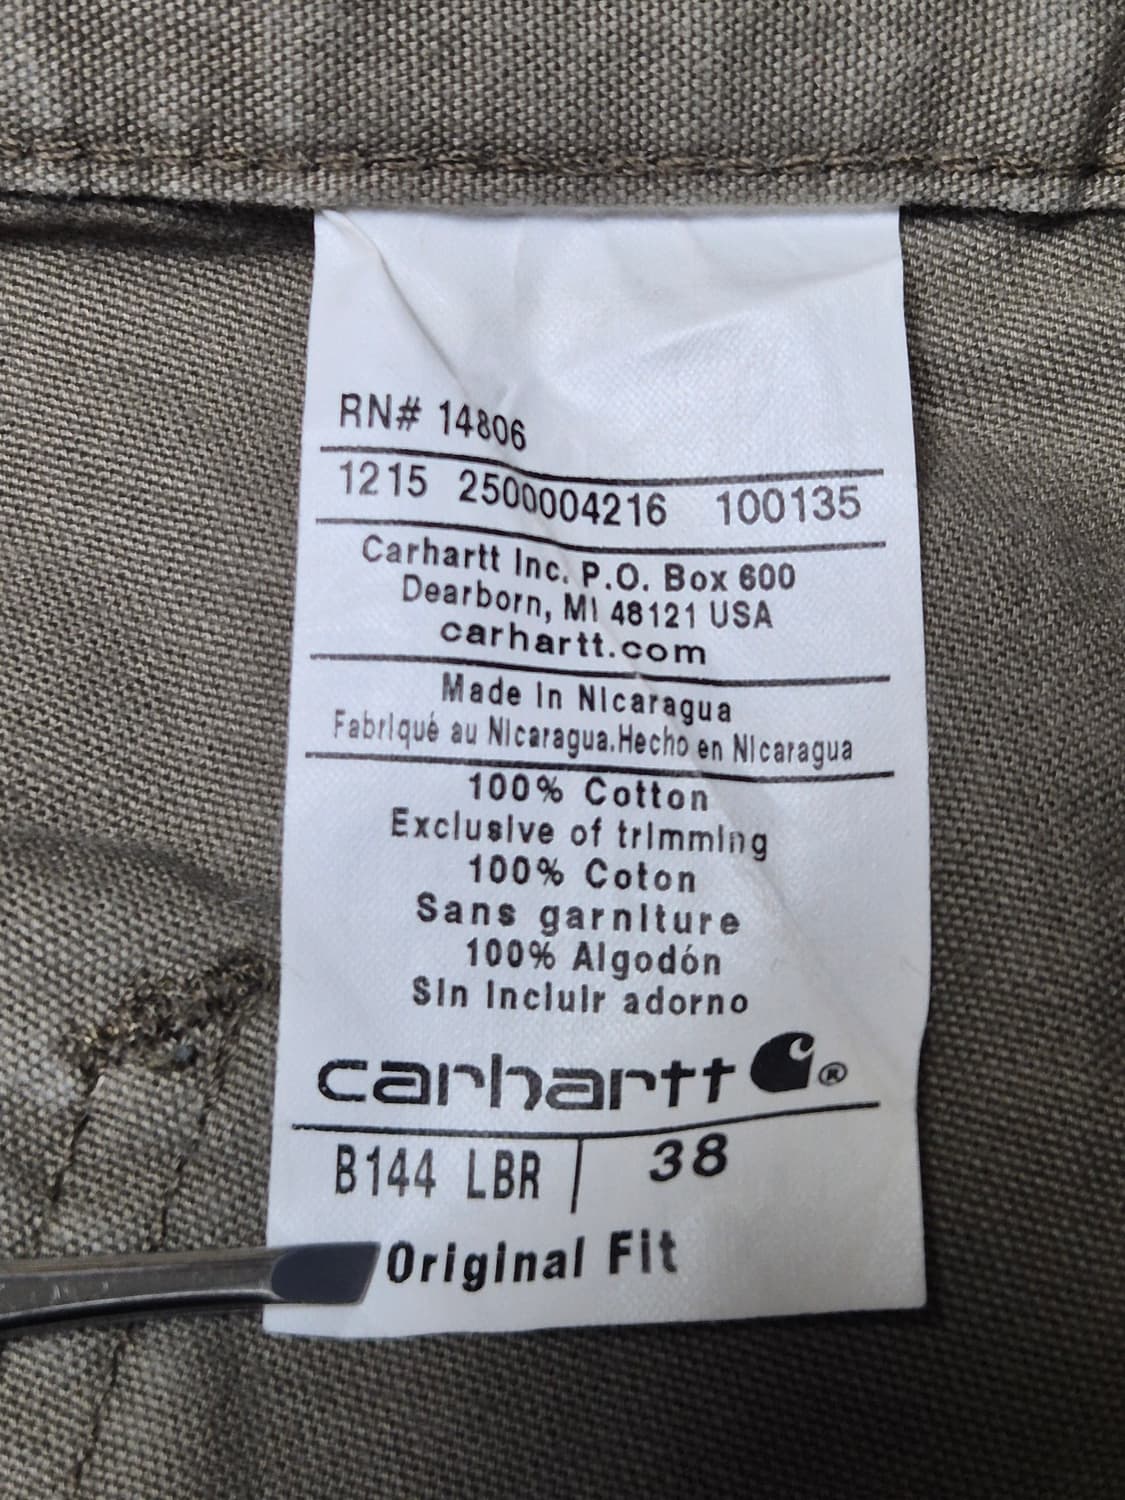 RN# 14806
1215 2500004216 100135
Carhartt Inc. P.O. Box 600
Dearborn, MI 48121 USA
carhartt.com
Made in Nicaragua
Fabriqué au Nicaragua.Hecho en Nicaragua
100% Cotton
Exclusive of trimming
100% Coton
Sans garniture
100% Algodón
Sin incluir adorno
carhartt ®
B144 LBR 38
Original Fit